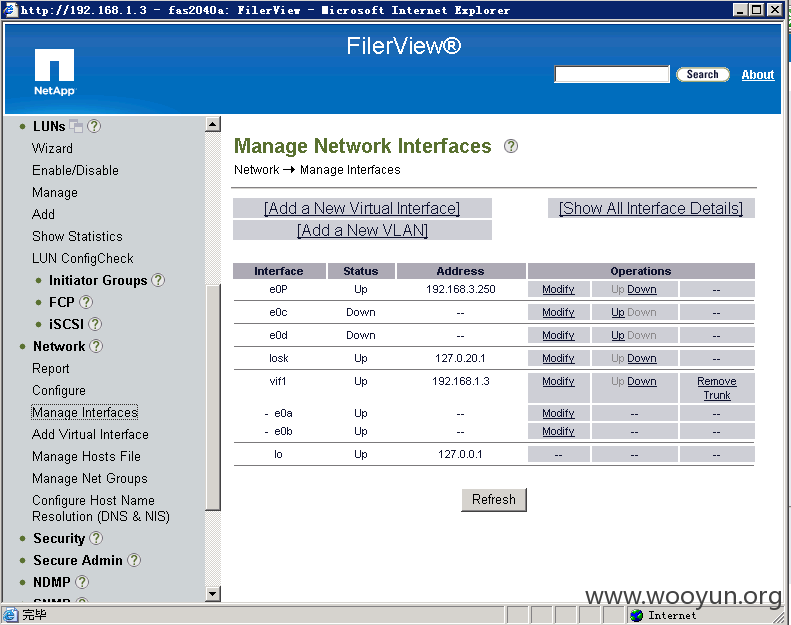 http://192.168.1.3 - fas2040a: FilerView - Microsoft Internet Explorer
FilerView®
NetApp
Search
About
LUNs
Wizard
Enable/Disable
Manage
Add
Show Statistics
LUN ConfigCheck
Initiator Groups
FCP
iSCSI
Network
Report
Configure
Manage Interfaces
Add Virtual Interface
Manage Hosts File
Manage Net Groups
Configure Host Name
Resolution (DNS & NIS)
Security
Secure Admin
NDMP
SNMP
Manage Network Interfaces
Network → Manage Interfaces
[Add a New Virtual Interface]
[Show All Interface Details]
[Add a New VLAN]
Interface Status Address Operations
e0P Up 192.168.3.250 Modify Up Down --
e0c Down -- Modify Up Down --
e0d Down -- Modify Up Down --
losk Up 127.0.20.1 Modify Up Down --
vif1 Up 192.168.1.3 Modify Up Down Remove
Trunk
- e0a Up -- Modify -- --
- e0b Up -- Modify -- --
lo Up 127.0.0.1 -- -- --
Refresh
www.wooyun.org
完毕
Internet